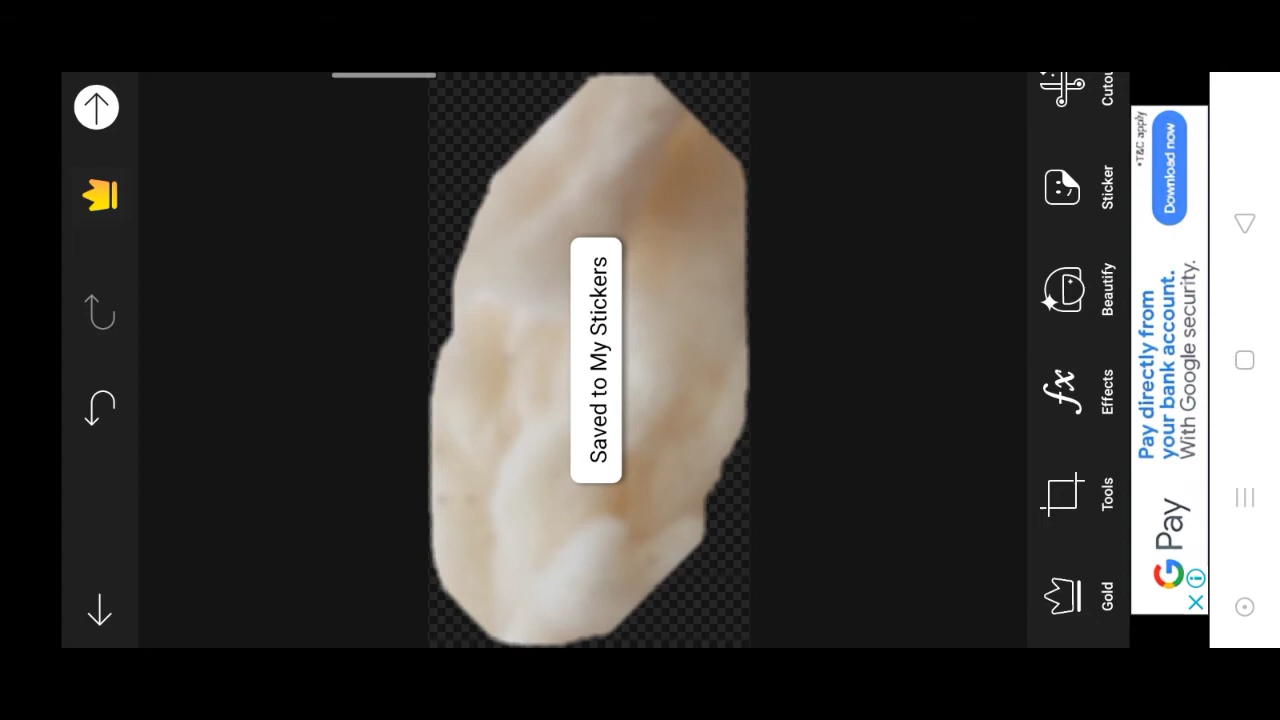 Saved to My Stickers
Gold
Tools
Effects
Beautify
Sticker
G Pay
Pay directly from
your bank account.
With Google security.
*T&C apply
Download now